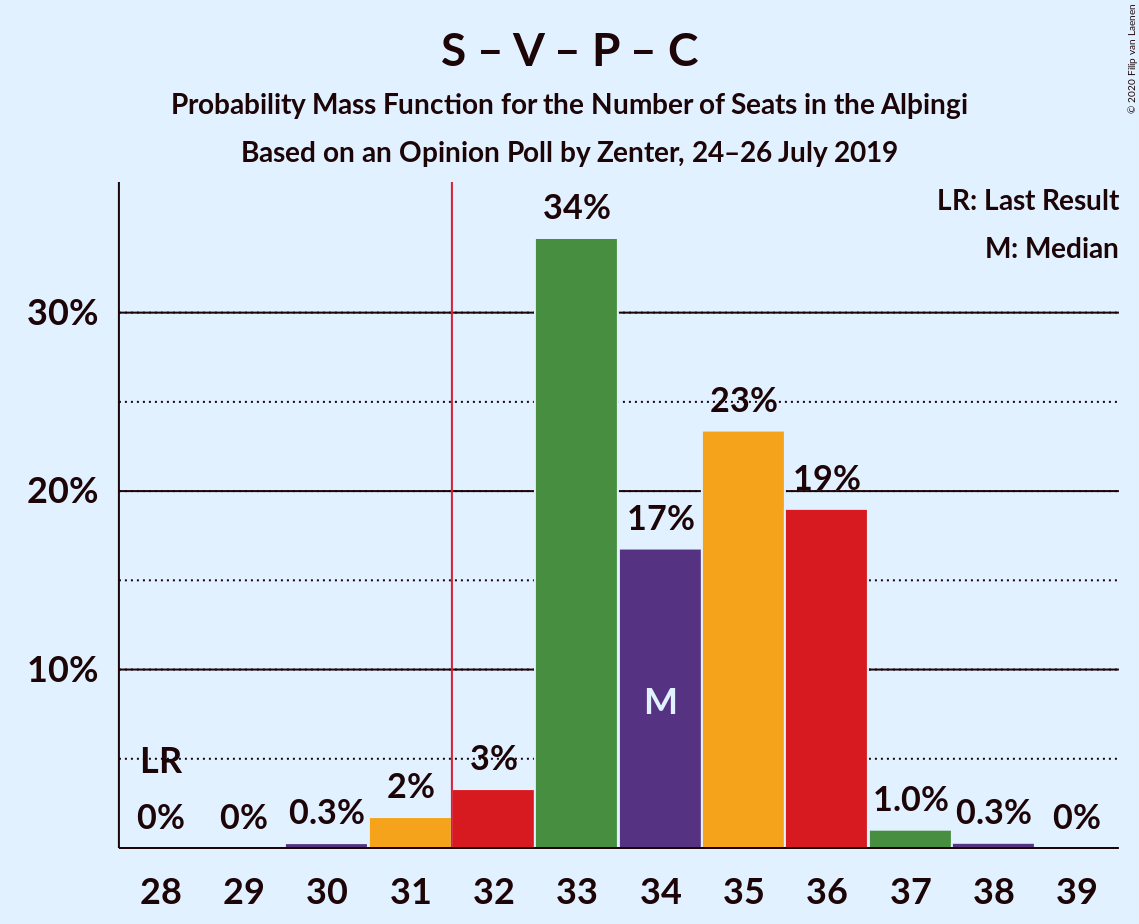 S – V – P – C
Probability Mass Function for the Number of Seats in the Alþingi
Based on an Opinion Poll by Zenter, 24–26 July 2019
© 2020 Filip van Laenen
LR: Last Result
M: Median
34%
30%
23%
20%
19%
17%
10%
M
LR
3%
2%
0%
0%
0.3%
1.0%
0.3%
0%
28 29 30 31 32 33 34 35 36 37 38 39